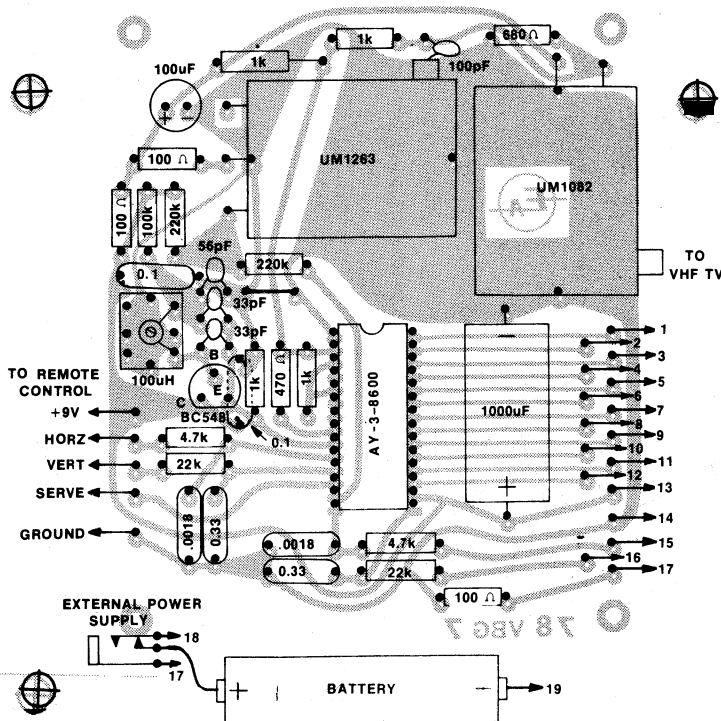 1k
680Ω
1k
100pF
100uF
+ −
UM1263
UM1082
EA
100 Ω
100 Ω
100k
220k
56pF
220k
TO
VHF TV
0.1
33pF
33pF
100uH
B
E
C
BC548
1k
470 Ω
1k
0.1
AY-3-8600
−
1000uF
+
1
2
3
4
5
6
7
8
9
10
11
12
13
14
15
16
17
TO REMOTE
CONTROL
+9V
HORZ
VERT
SERVE
GROUND
4.7k
22k
.0018
0.33
.0018
0.33
4.7k
22k
100 Ω
78 VBG 7
EXTERNAL POWER
SUPPLY
18
17
+ BATTERY −
19